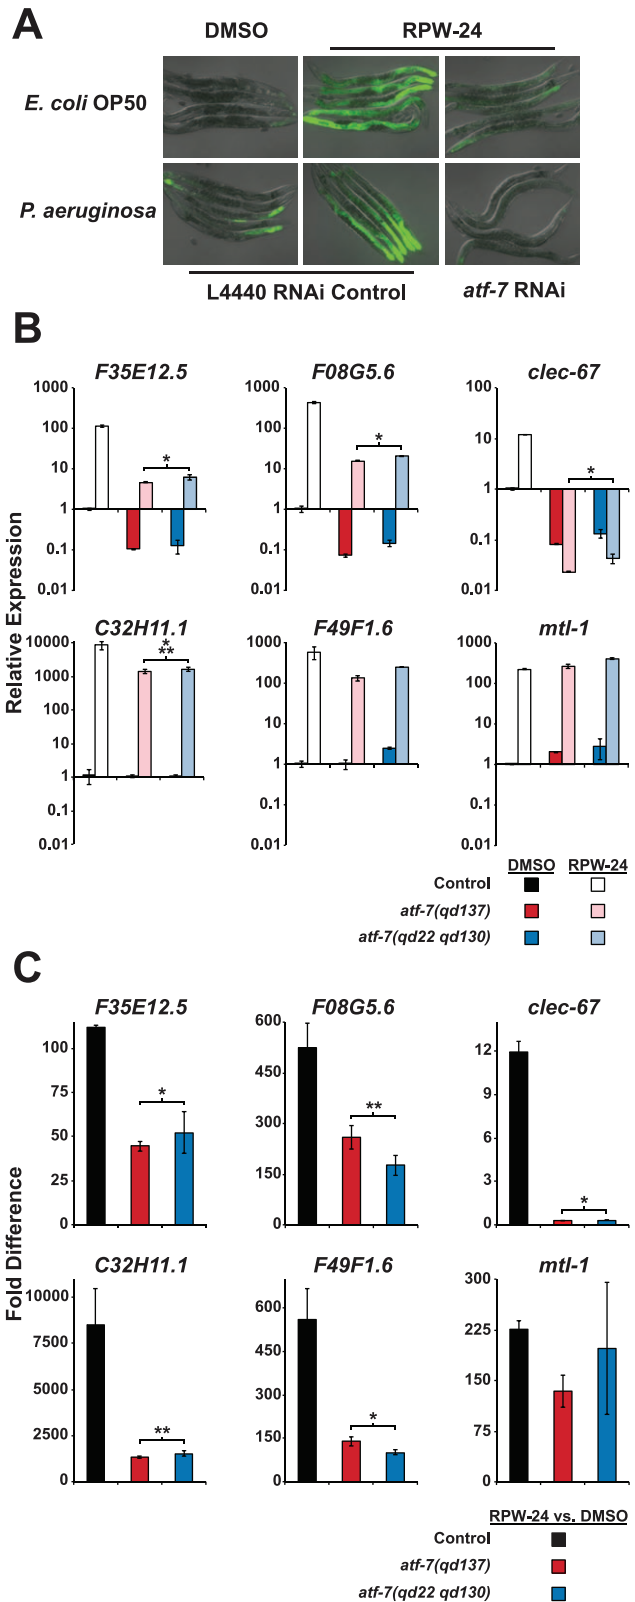 A
DMSO RPW-24
E. coli OP50
P. aeruginosa
L4440 RNAi Control atf-7 RNAi
B
Relative Expression
F35E12.5 F08G5.6 clec-67
1000 1000 100
100 100 10
10 10 1
1 1 0.1
0.1 0.1 0.01
0.01 0.01
* * *
C32H11.1 F49F1.6 mtl-1
10000 1000 1000
1000 100 100
100 10 10
10 1 1
1 0.1 0.1
0.1 0.01 0.01
0.01
*
**
DMSO RPW-24
Control
atf-7(qd137)
atf-7(qd22 qd130)
C
Fold Difference
F35E12.5 F08G5.6 clec-67
100 600 12
75 450 9
50 300 6
25 150 3
0 0 0
* ** *
C32H11.1 F49F1.6 mtl-1
10000 600 300
7500 450 225
5000 300 150
2500 150 75
0 0 0
** *
RPW-24 vs. DMSO
Control
atf-7(qd137)
atf-7(qd22 qd130)